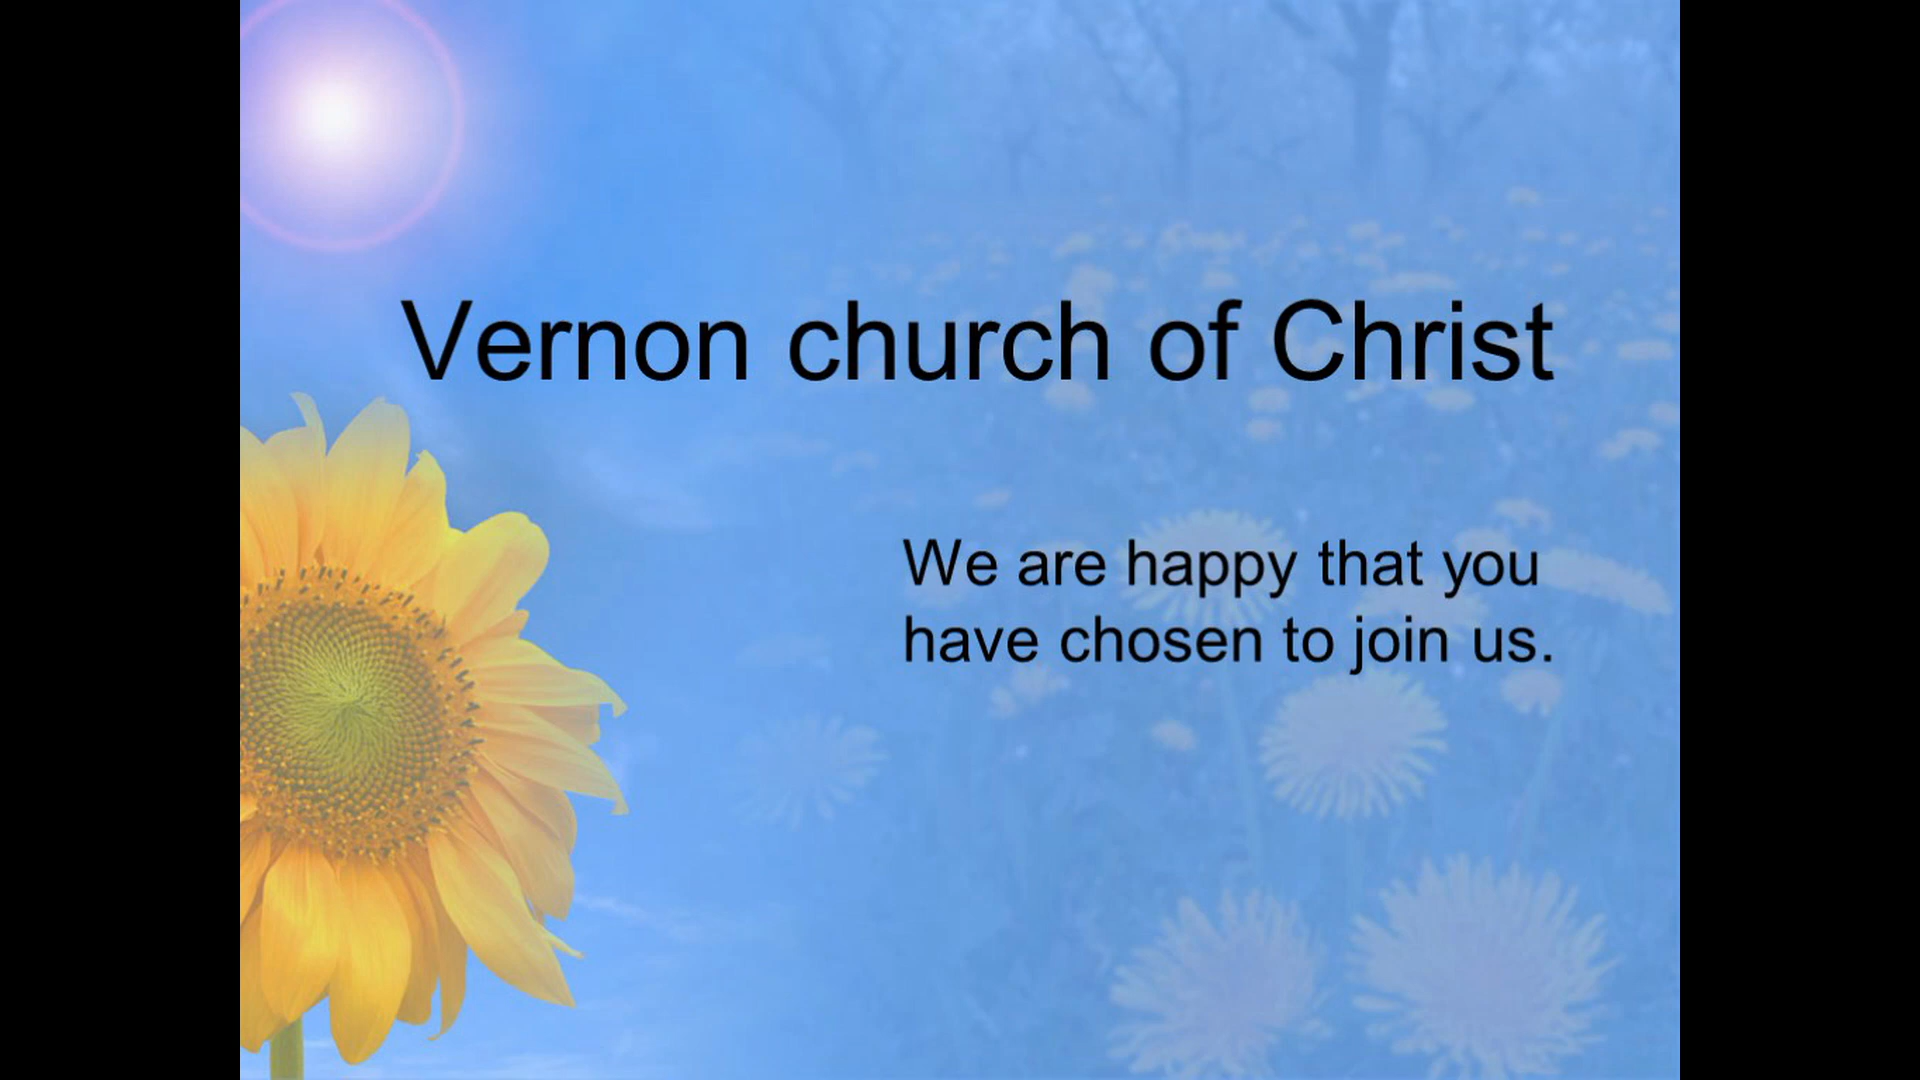 Vernon church of Christ
We are happy that you
have chosen to join us.